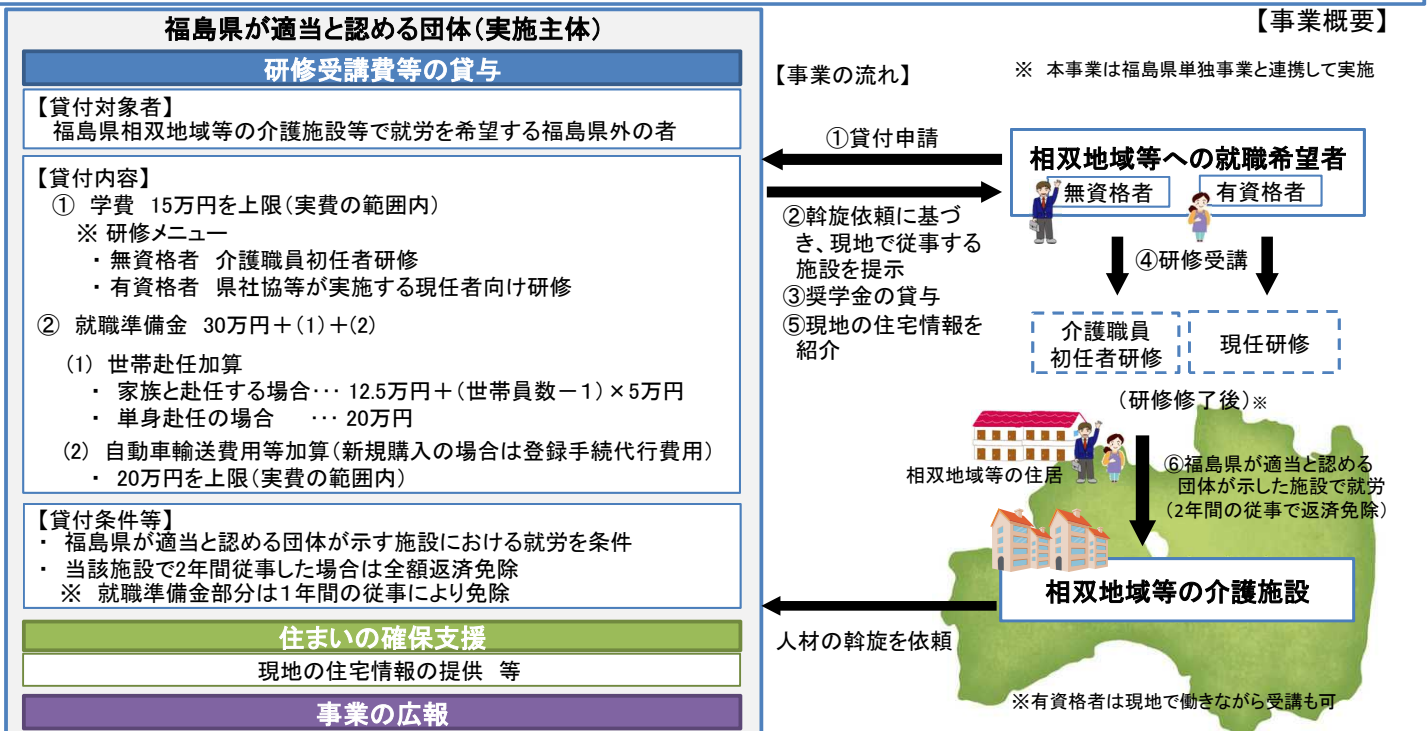 【事業概要】
福島県が適当と認める団体(実施主体)
研修受講費等の貸与
【貸付対象者】
福島県相双地域等の介護施設等で就労を希望する福島県外の者
【貸付内容】
① 学費 15万円を上限(実費の範囲内)
※ 研修メニュー
・ 無資格者 介護職員初任者研修
・ 有資格者 県社協等が実施する現任者向け研修
② 就職準備金 30万円+(1)+(2)
(1) 世帯赴任加算
・ 家族と赴任する場合・・・ 12.5万円+(世帯員数-1)×5万円
・ 単身赴任の場合 ・・・ 20万円
(2) 自動車輸送費用等加算(新規購入の場合は登録手続代行費用)
・ 20万円を上限(実費の範囲内)
【貸付条件等】
・ 福島県が適当と認める団体が示す施設における就労を条件
・ 当該施設で2年間従事した場合は全額返済免除
※ 就職準備金部分は1年間の従事により免除
住まいの確保支援
現地の住宅情報の提供 等
事業の広報
【事業の流れ】
※ 本事業は福島県単独事業と連携して実施
①貸付申請
相双地域等への就職希望者
無資格者
有資格者
②斡旋依頼に基づ
き、現地で従事する
施設を提示
③奨学金の貸与
⑤現地の住宅情報を
紹介
④研修受講
介護職員
初任者研修
現任研修
(研修修了後)※
相双地域等の住居
⑥福島県が適当と認める
団体が示した施設で就労
(2年間の従事で返済免除)
相双地域等の介護施設
人材の斡旋を依頼
※有資格者は現地で働きながら受講も可